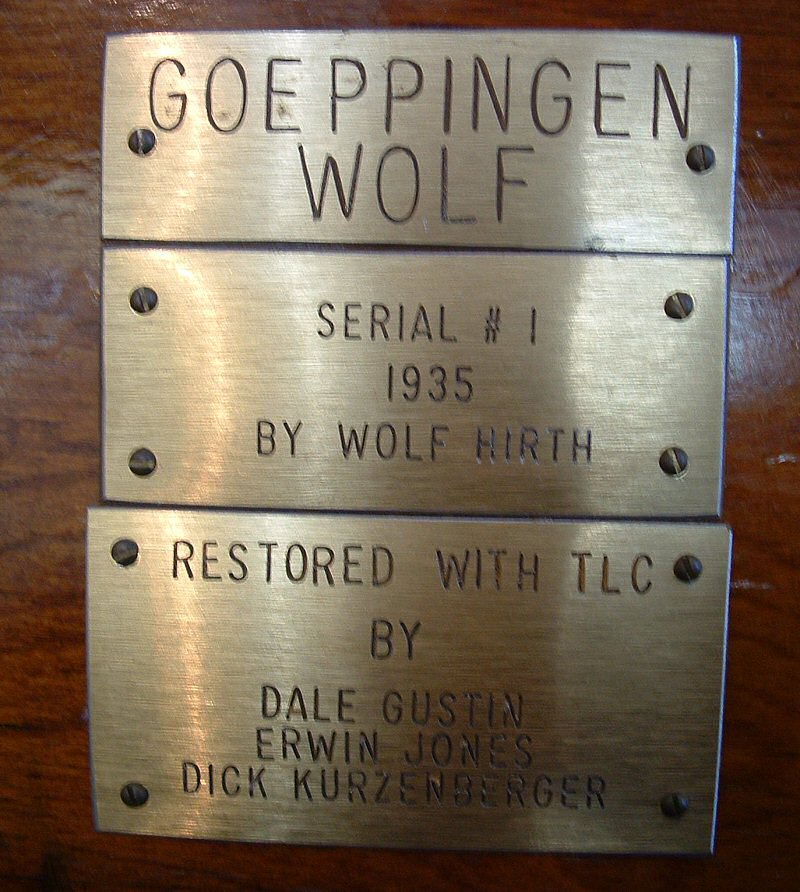 GOEPPINGEN
WOLF
SERIAL # 1
1935
BY WOLF HIRTH
RESTORED WITH TLC
BY
DALE GUSTIN
ERWIN JONES
DICK KURZENBERGER